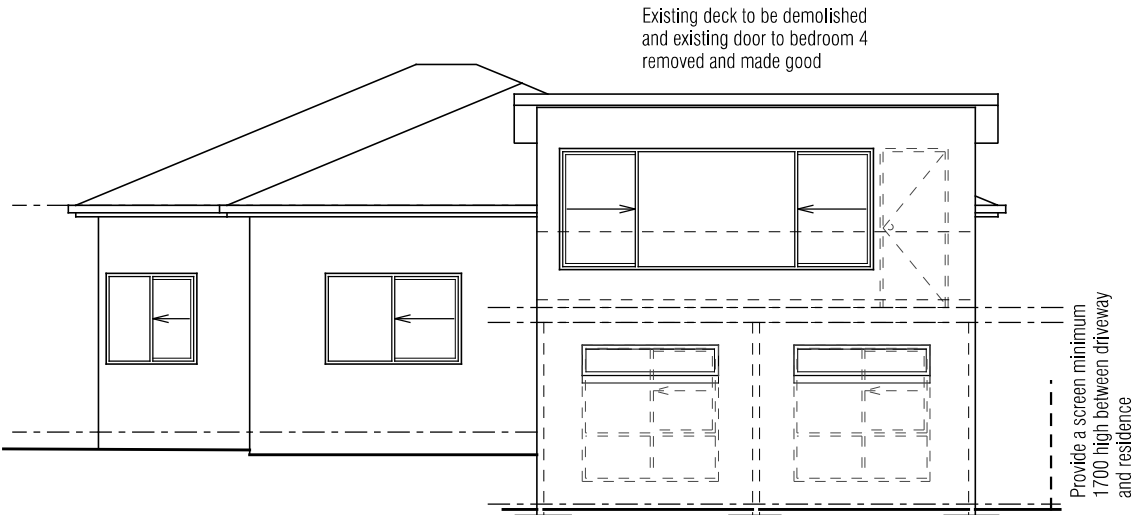 Existing deck to be demolished
and existing door to bedroom 4
removed and made good
Provide a screen minimum
1700 high between driveway
and residence